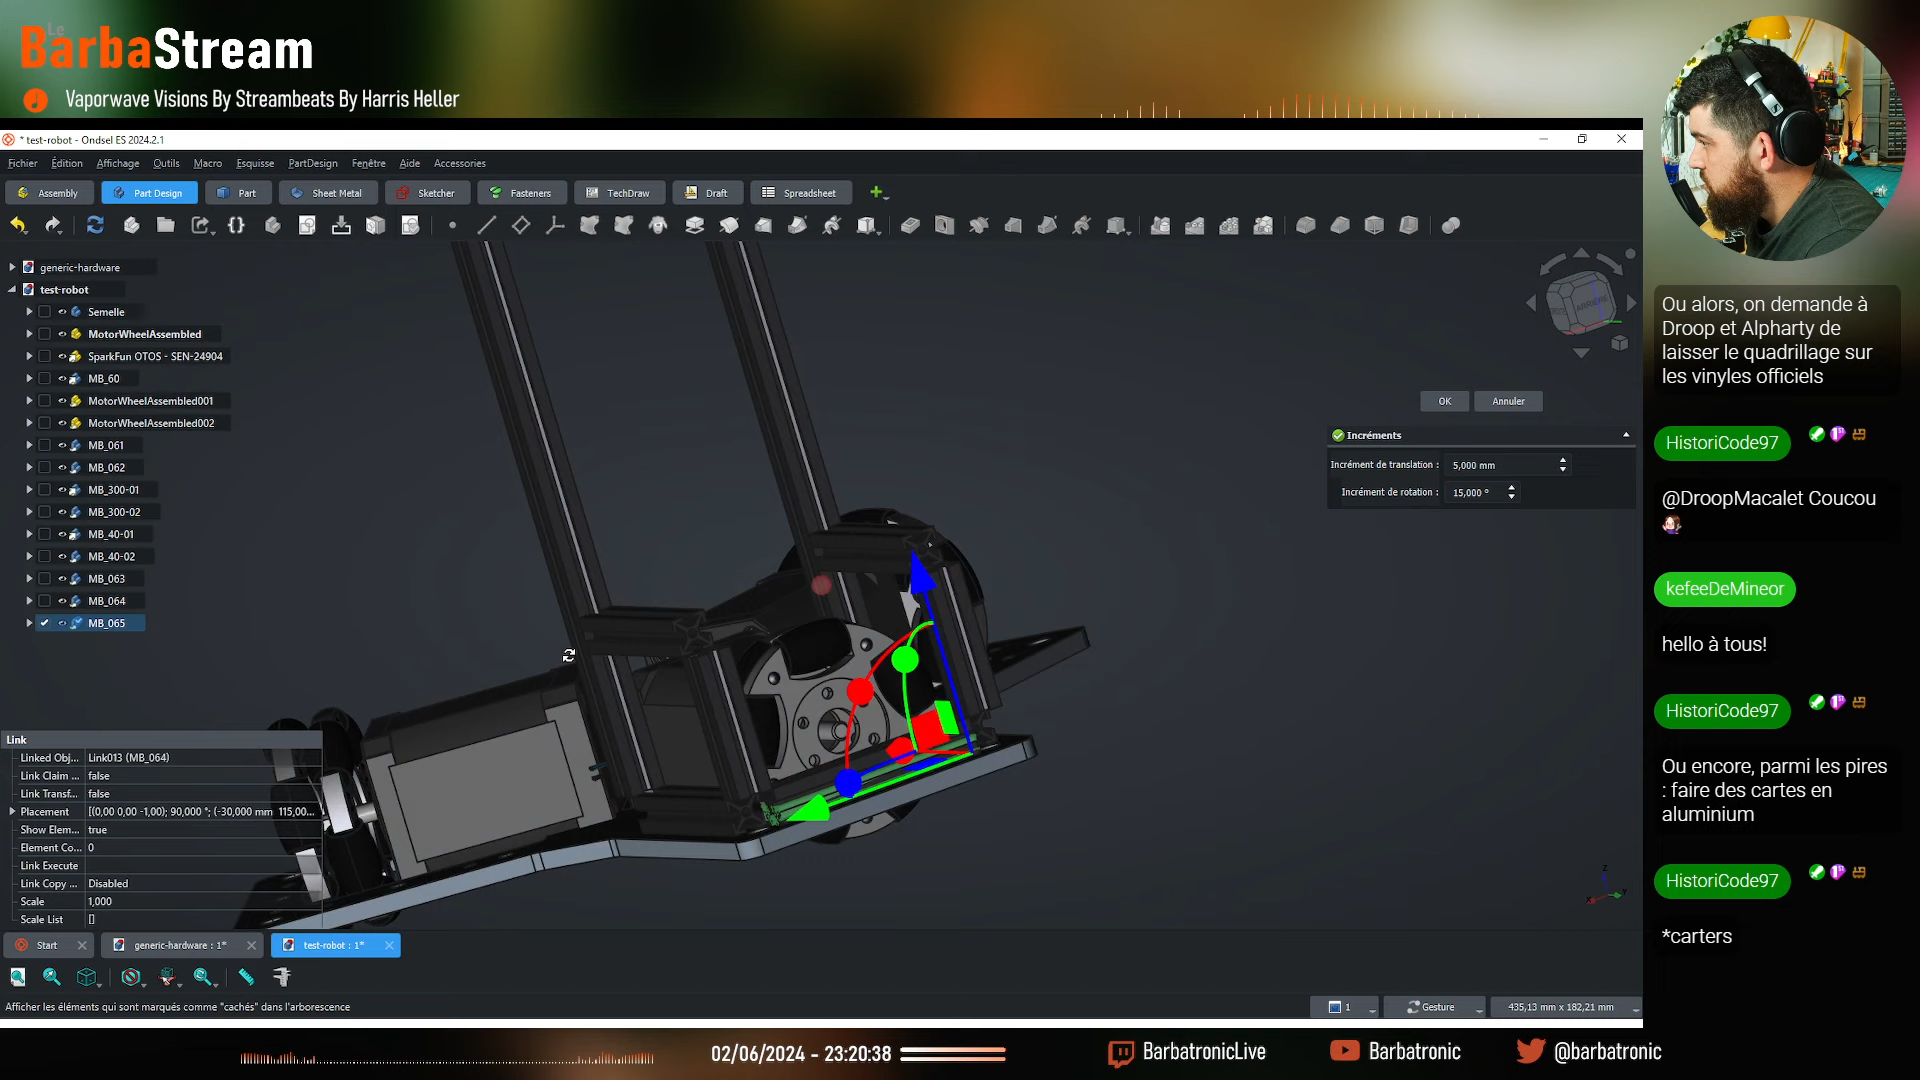 Le
BarbaStream
Vaporwave Visions By Streambeats By Harris Heller
* test-robot - Ondsel ES 2024.2.1
Fichier Édition Affichage Outils Macro Esquisse PartDesign Fenêtre Aide Accessories
Assembly Part Design Part Sheet Metal Sketcher Fasteners TechDraw Draft Spreadsheet
generic-hardware
test-robot
Semelle
MotorWheelAssembled
SparkFun OTOS - SEN-24904
MB_60
MotorWheelAssembled001
MotorWheelAssembled002
MB_061
MB_062
MB_300-01
MB_300-02
MB_40-01
MB_40-02
MB_063
MB_064
MB_065
ARRIÈRE
OK Annuler
Incréments
Incrément de translation : 5,000 mm
Incrément de rotation : 15,000 °
Link
Linked Obj... Link013 (MB_064)
Link Claim ... false
Link Transf... false
Placement [(0,00 0,00 -1,00); 90,000 °; (-30,000 mm 115,00...
Show Elem... true
Element Co... 0
Link Execute
Link Copy ... Disabled
Scale 1,000
Scale List []
Z
Y
X
Start generic-hardware : 1* test-robot : 1*
Afficher les éléments qui sont marqués comme "cachés" dans l'arborescence
1 Gesture 435,13 mm x 182,21 mm
Ou alors, on demande à
Droop et Alpharty de
laisser le quadrillage sur
les vinyles officiels
HistoriCode97
@DroopMacalet Coucou
kefeeDeMineor
hello à tous!
HistoriCode97
Ou encore, parmi les pires
: faire des cartes en
aluminium
HistoriCode97
*carters
02/06/2024 - 23:20:38 BarbatronicLive Barbatronic @barbatronic